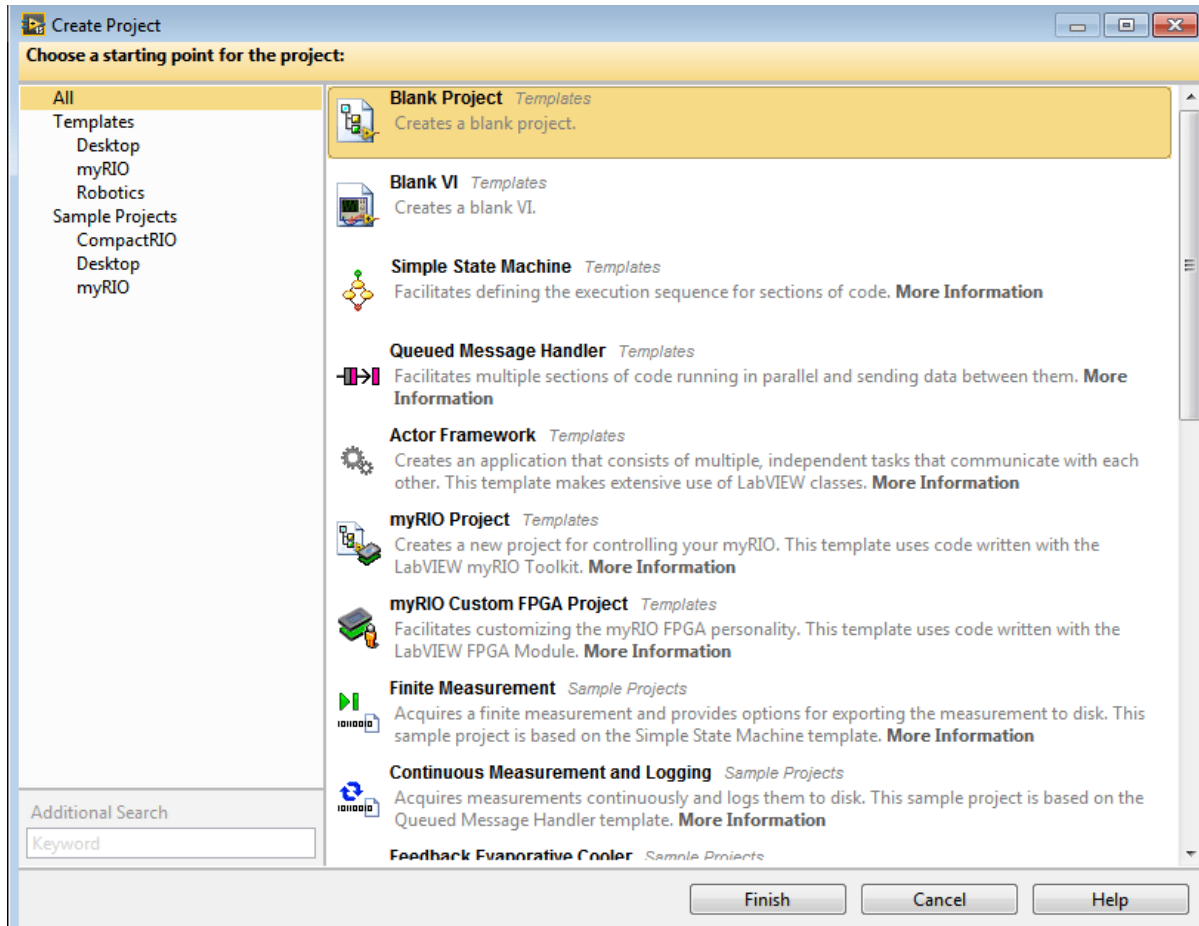 Create Project
Choose a starting point for the project:
All
Templates
Desktop
myRIO
Robotics
Sample Projects
CompactRIO
Desktop
myRIO
Additional Search
Keyword
Blank Project Templates
Creates a blank project.
Blank VI Templates
Creates a blank VI.
Simple State Machine Templates
Facilitates defining the execution sequence for sections of code. More Information
Queued Message Handler Templates
Facilitates multiple sections of code running in parallel and sending data between them. More
Information
Actor Framework Templates
Creates an application that consists of multiple, independent tasks that communicate with each
other. This template makes extensive use of LabVIEW classes. More Information
myRIO Project Templates
Creates a new project for controlling your myRIO. This template uses code written with the
LabVIEW myRIO Toolkit. More Information
myRIO Custom FPGA Project Templates
Facilitates customizing the myRIO FPGA personality. This template uses code written with the
LabVIEW FPGA Module. More Information
Finite Measurement Sample Projects
Acquires a finite measurement and provides options for exporting the measurement to disk. This
sample project is based on the Simple State Machine template. More Information
Continuous Measurement and Logging Sample Projects
Acquires measurements continuously and logs them to disk. This sample project is based on the
Queued Message Handler template. More Information
Feedback Evaporative Cooler Sample Projects
Finish
Cancel
Help